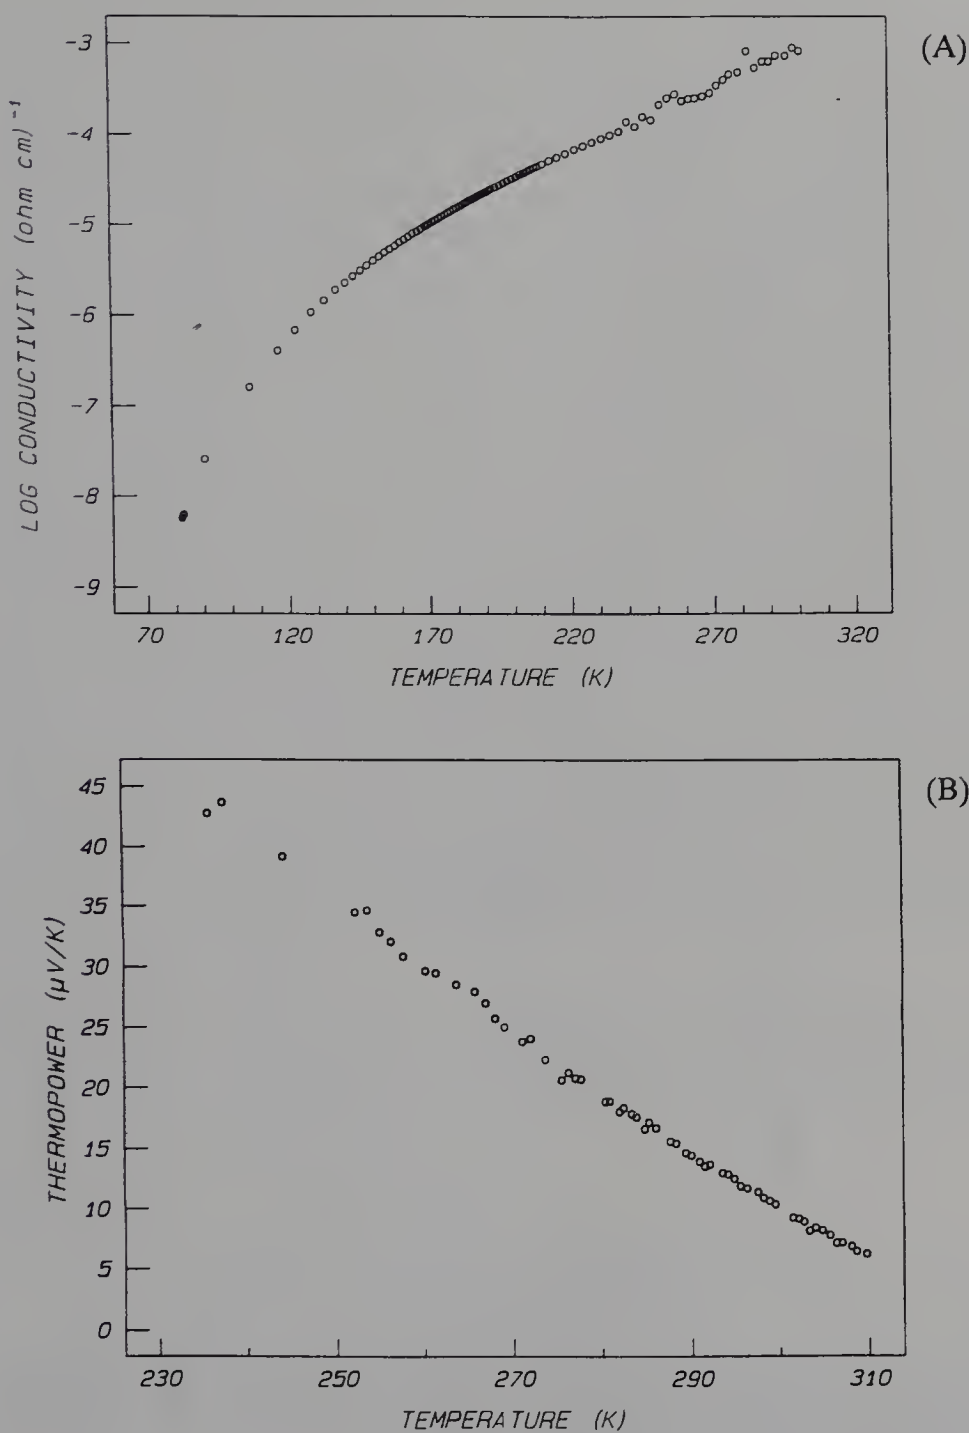 (A)
LOG CONDUCTIVITY (ohm cm)⁻¹
-3
-4
-5
-6
-7
-8
-9
70 120 170 220 270 320
TEMPERATURE (K)
(B)
THERMOPOWER (μV/K)
45
40
35
30
25
20
15
10
5
0
230 250 270 290 310
TEMPERATURE (K)